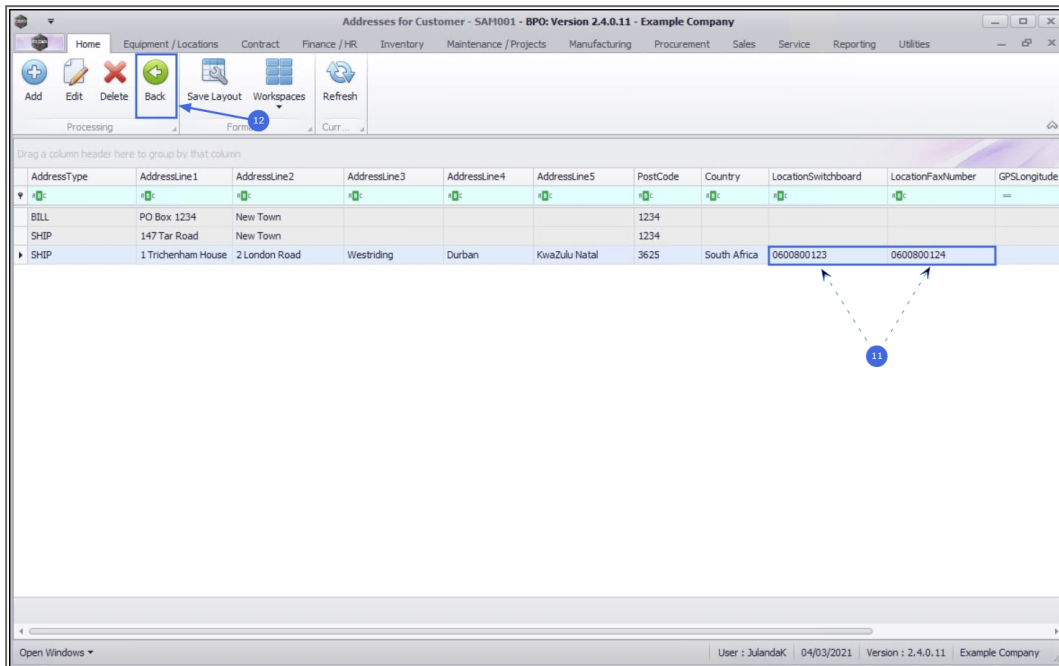 Addresses for Customer - SAM001 - BPO: Version 2.4.0.11 - Example Company
Home Equipment / Locations Contract Finance / HR Inventory Maintenance / Projects Manufacturing Procurement Sales Service Reporting Utilities
Add Edit Delete Back Save Layout Workspaces Refresh
12
Processing Form Curr...
Drag a column header here to group by that column
AddressType AddressLine1 AddressLine2 AddressLine3 AddressLine4 AddressLine5 PostCode Country LocationSwitchboard LocationFaxNumber GPSLongitude
BILL PO Box 1234 New Town 1234
SHIP 147 Tar Road New Town 1234
SHIP 1 Trichenham House 2 London Road Westriding Durban KwaZulu Natal 3625 South Africa 0600800123 0600800124
11
Open Windows User : JulandaK 04/03/2021 Version : 2.4.0.11 Example Company